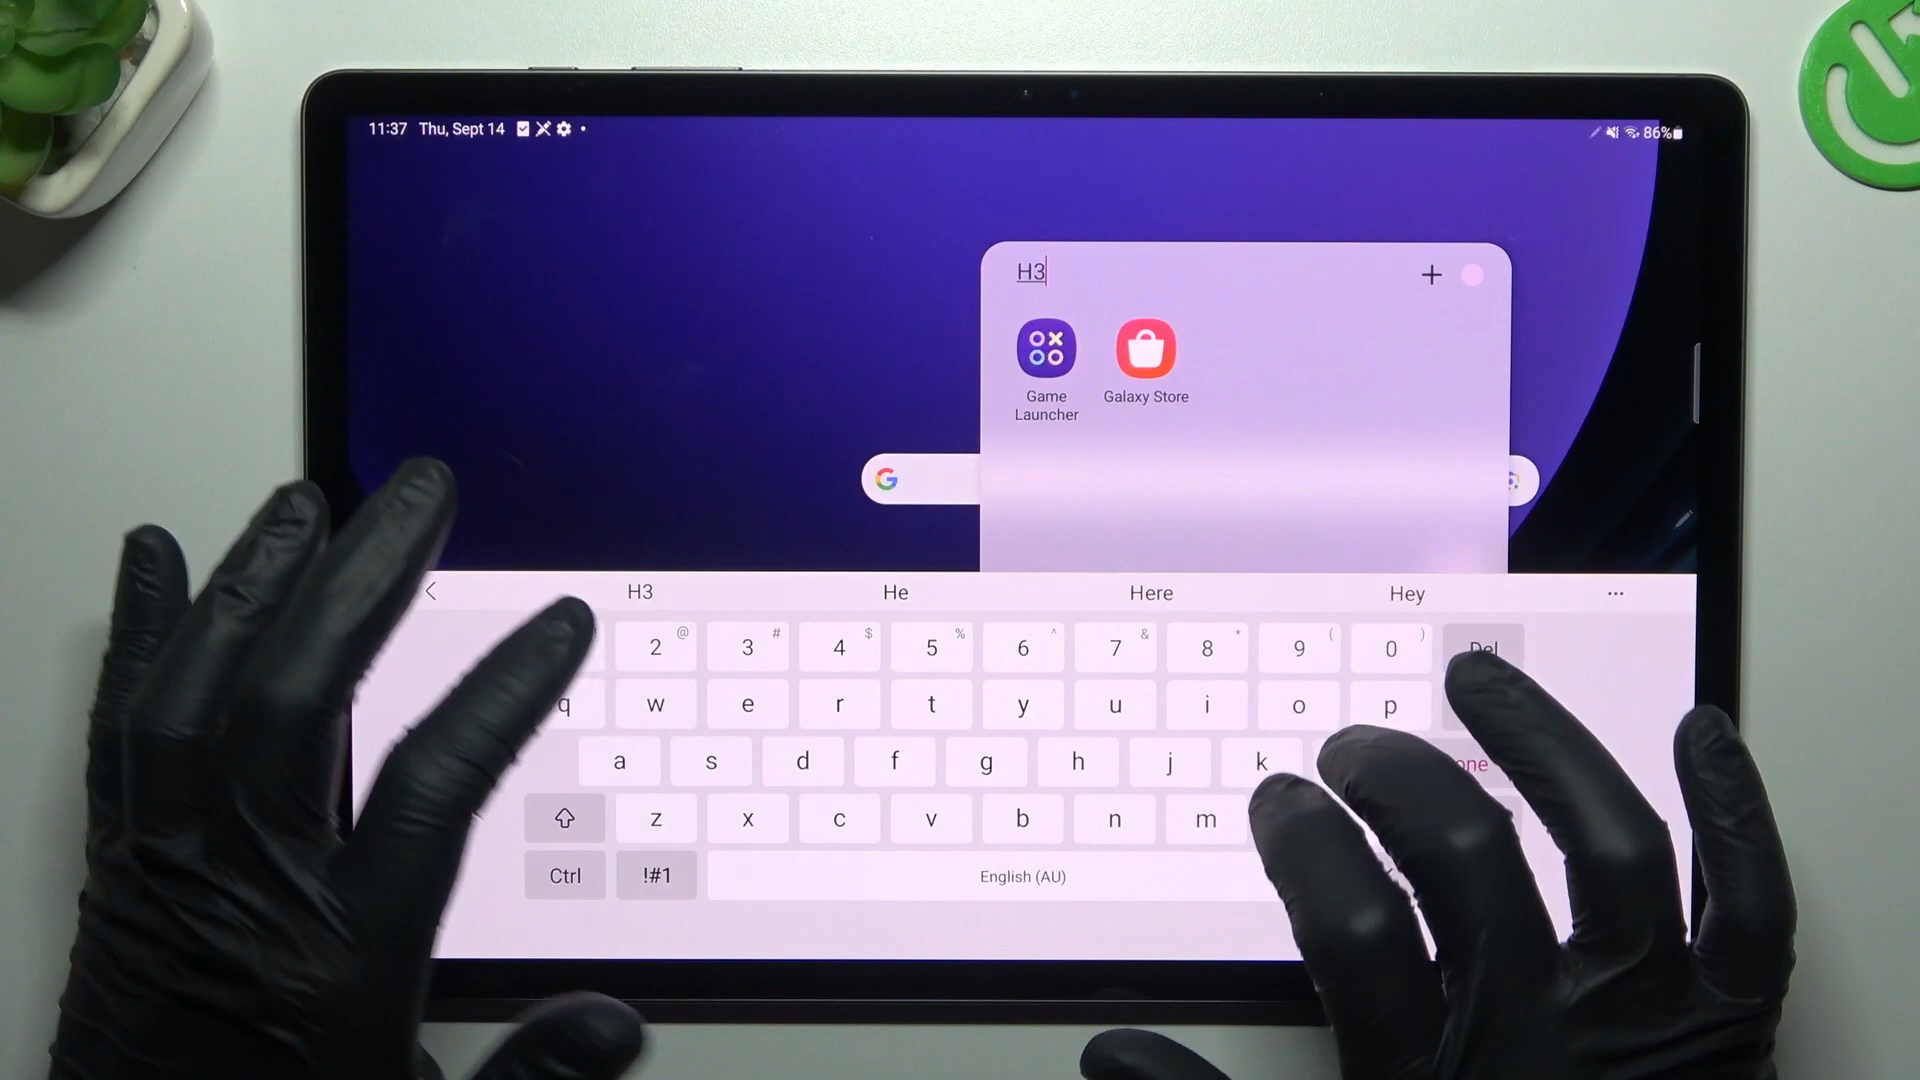 11:37 Thu, Sept 14
86%
H3
Game
Launcher
Galaxy Store
G
H3 He Here Hey ...
2 @ 3 # 4 $ 5 % 6 ^ 7 & 8 * 9 ( 0 ) Del
q w e r t y u i o p
a s d f g h j k
z x c v b n m
Ctrl !#1 English (AU)